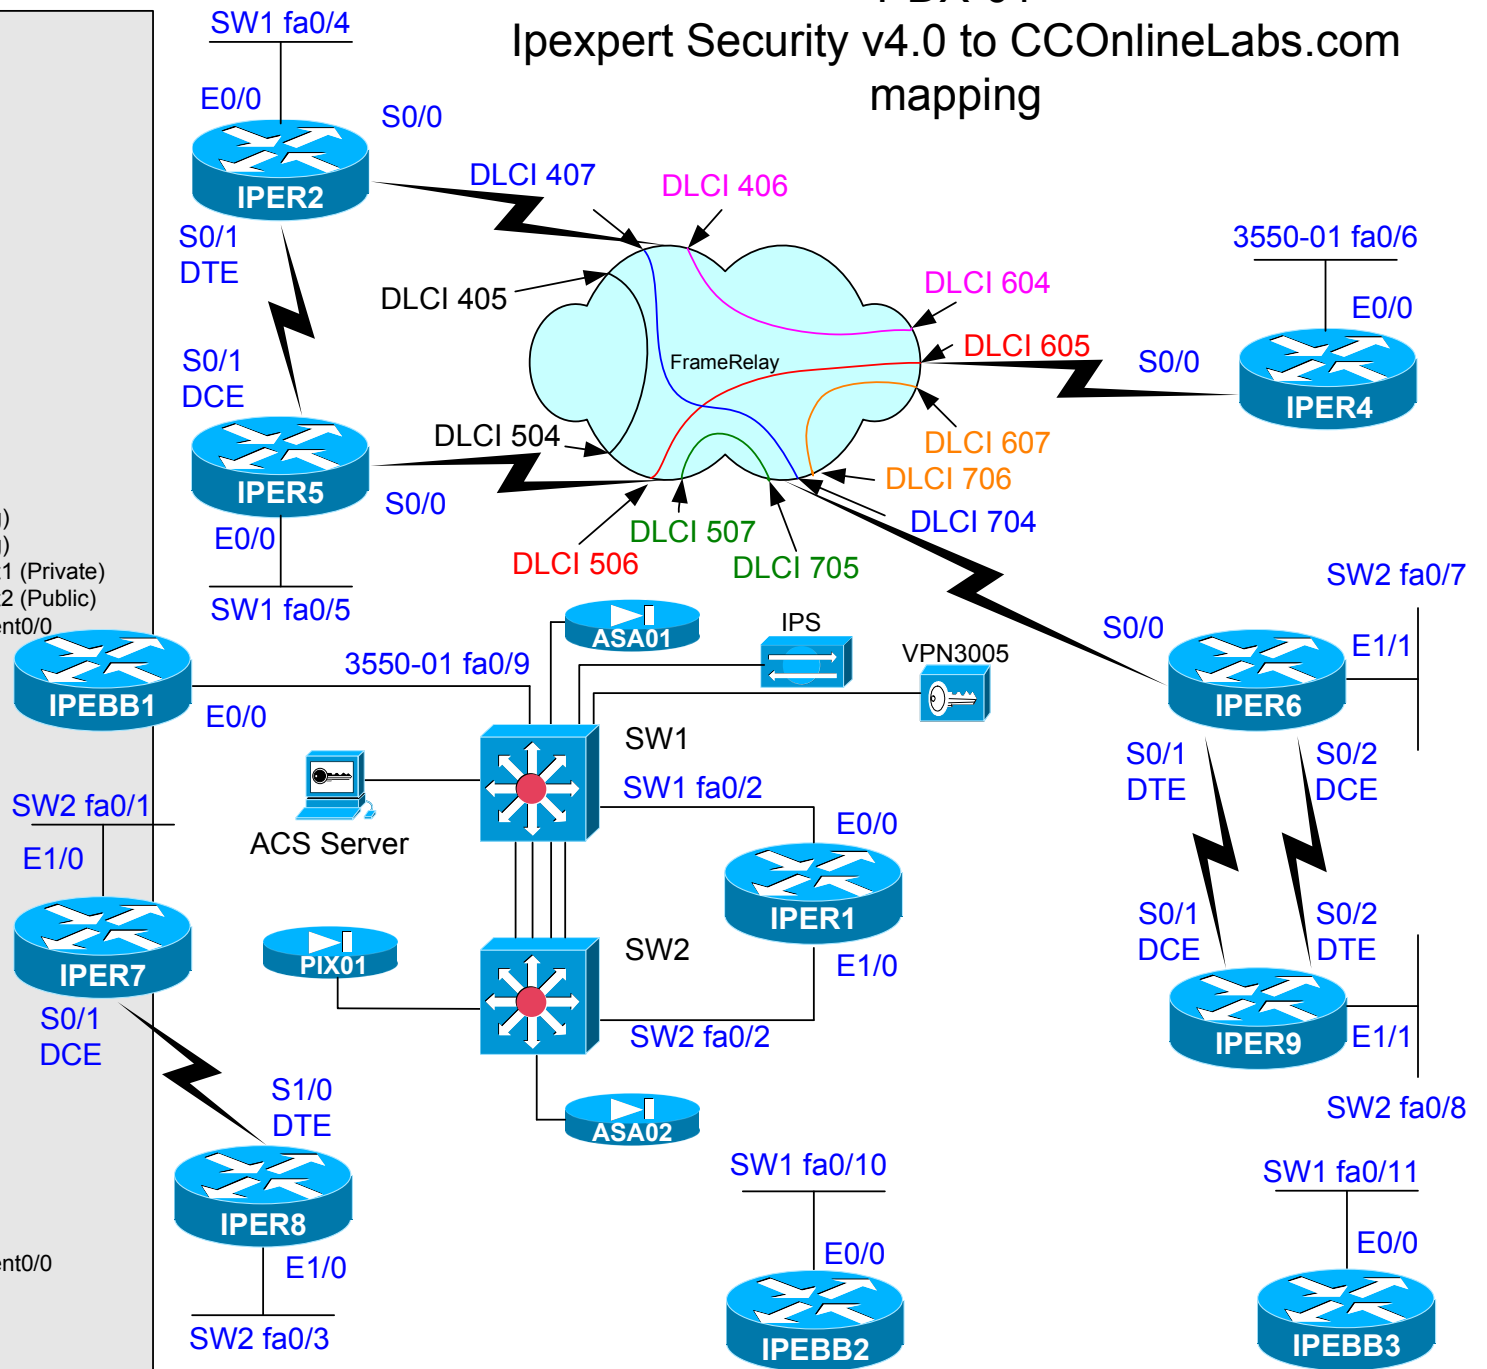 Ipexpert Security v4.0 to CCOnlineLabs.com
mapping
SW1 fa0/4
E0/0
S0/0
IPER2
S0/1
DTE
DLCI 407
DLCI 406
DLCI 405
DLCI 604
DLCI 605
FrameRelay
3550-01 fa0/6
E0/0
S0/0
IPER4
S0/1
DCE
IPER5
S0/0
E0/0
SW1 fa0/5
DLCI 504
DLCI 607
DLCI 706
DLCI 704
DLCI 507
DLCI 506
DLCI 705
1 (Private)
2 (Public)
ent0/0
IPEBB1
E0/0
3550-01 fa0/9
ASA01
IPS
VPN3005
SW2 fa0/7
S0/0
E1/1
IPER6
S0/1
DTE
S0/2
DCE
SW1
SW1 fa0/2
ACS Server
E0/0
IPER1
E1/0
SW2 fa0/1
E1/0
IPER7
S0/1
DCE
PIX01
SW2
SW2 fa0/2
ASA02
S0/1
DCE
S0/2
DTE
IPER9
E1/1
SW2 fa0/8
S1/0
DTE
IPER8
E1/0
SW2 fa0/3
ent0/0
SW1 fa0/10
E0/0
IPEBB2
SW1 fa0/11
E0/0
IPEBB3